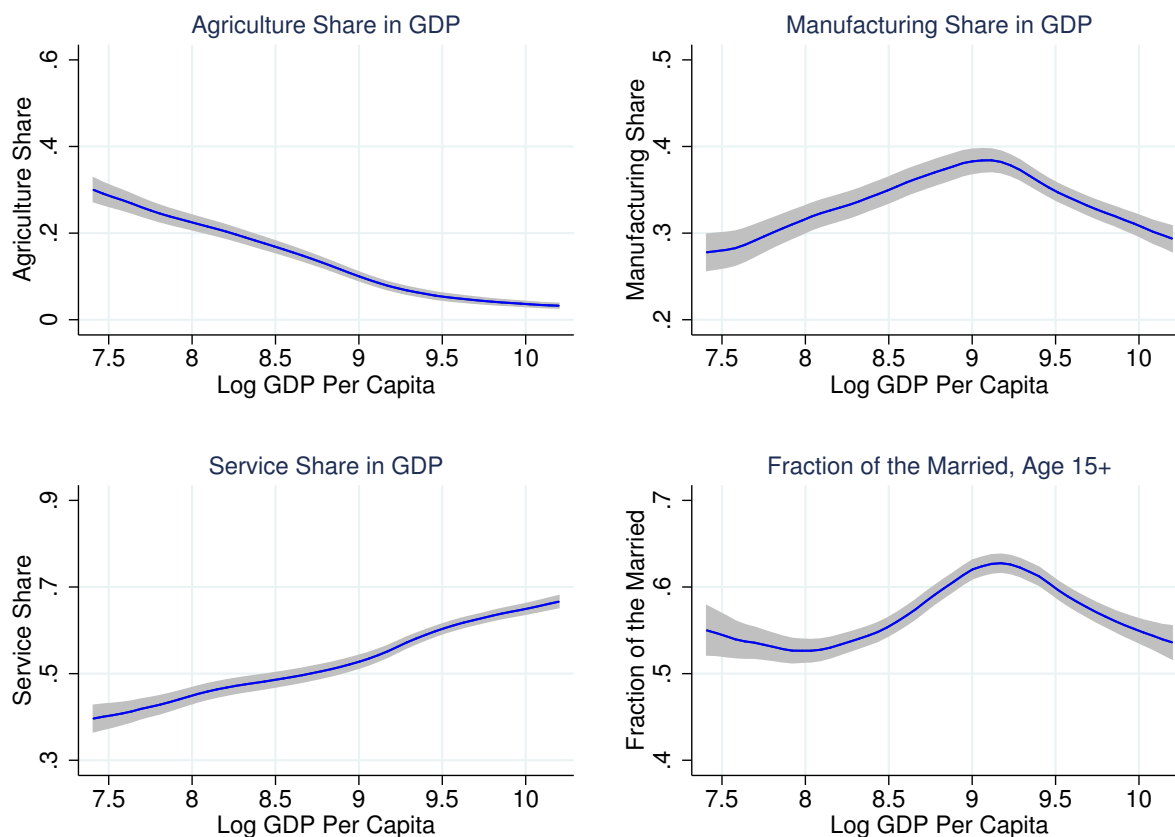 Agriculture Share in GDP
Agriculture Share
0 .2 .4 .6
7.5 8 8.5 9 9.5 10
Log GDP Per Capita
Manufacturing Share in GDP
Manufacturing Share
.2 .3 .4 .5
7.5 8 8.5 9 9.5 10
Log GDP Per Capita
Service Share in GDP
Service Share
.3 .5 .7 .9
7.5 8 8.5 9 9.5 10
Log GDP Per Capita
Fraction of the Married, Age 15+
Fraction of the Married
.4 .5 .6 .7
7.5 8 8.5 9 9.5 10
Log GDP Per Capita